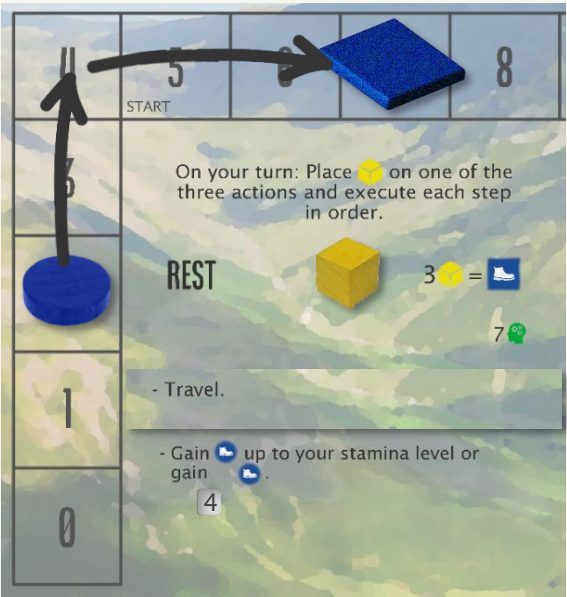 4 5 6 8
START
3
On your turn: Place on one of the
three actions and execute each step
in order.
REST
3 =
7
- Travel.
1
- Gain up to your stamina level or
gain .
4
0